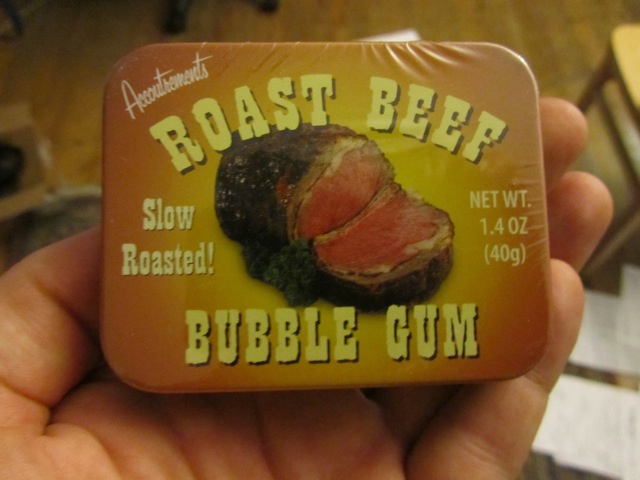 Accoutrements
ROAST BEEF
Slow
Roasted!
NET WT.
1.4 OZ
(40g)
BUBBLE GUM